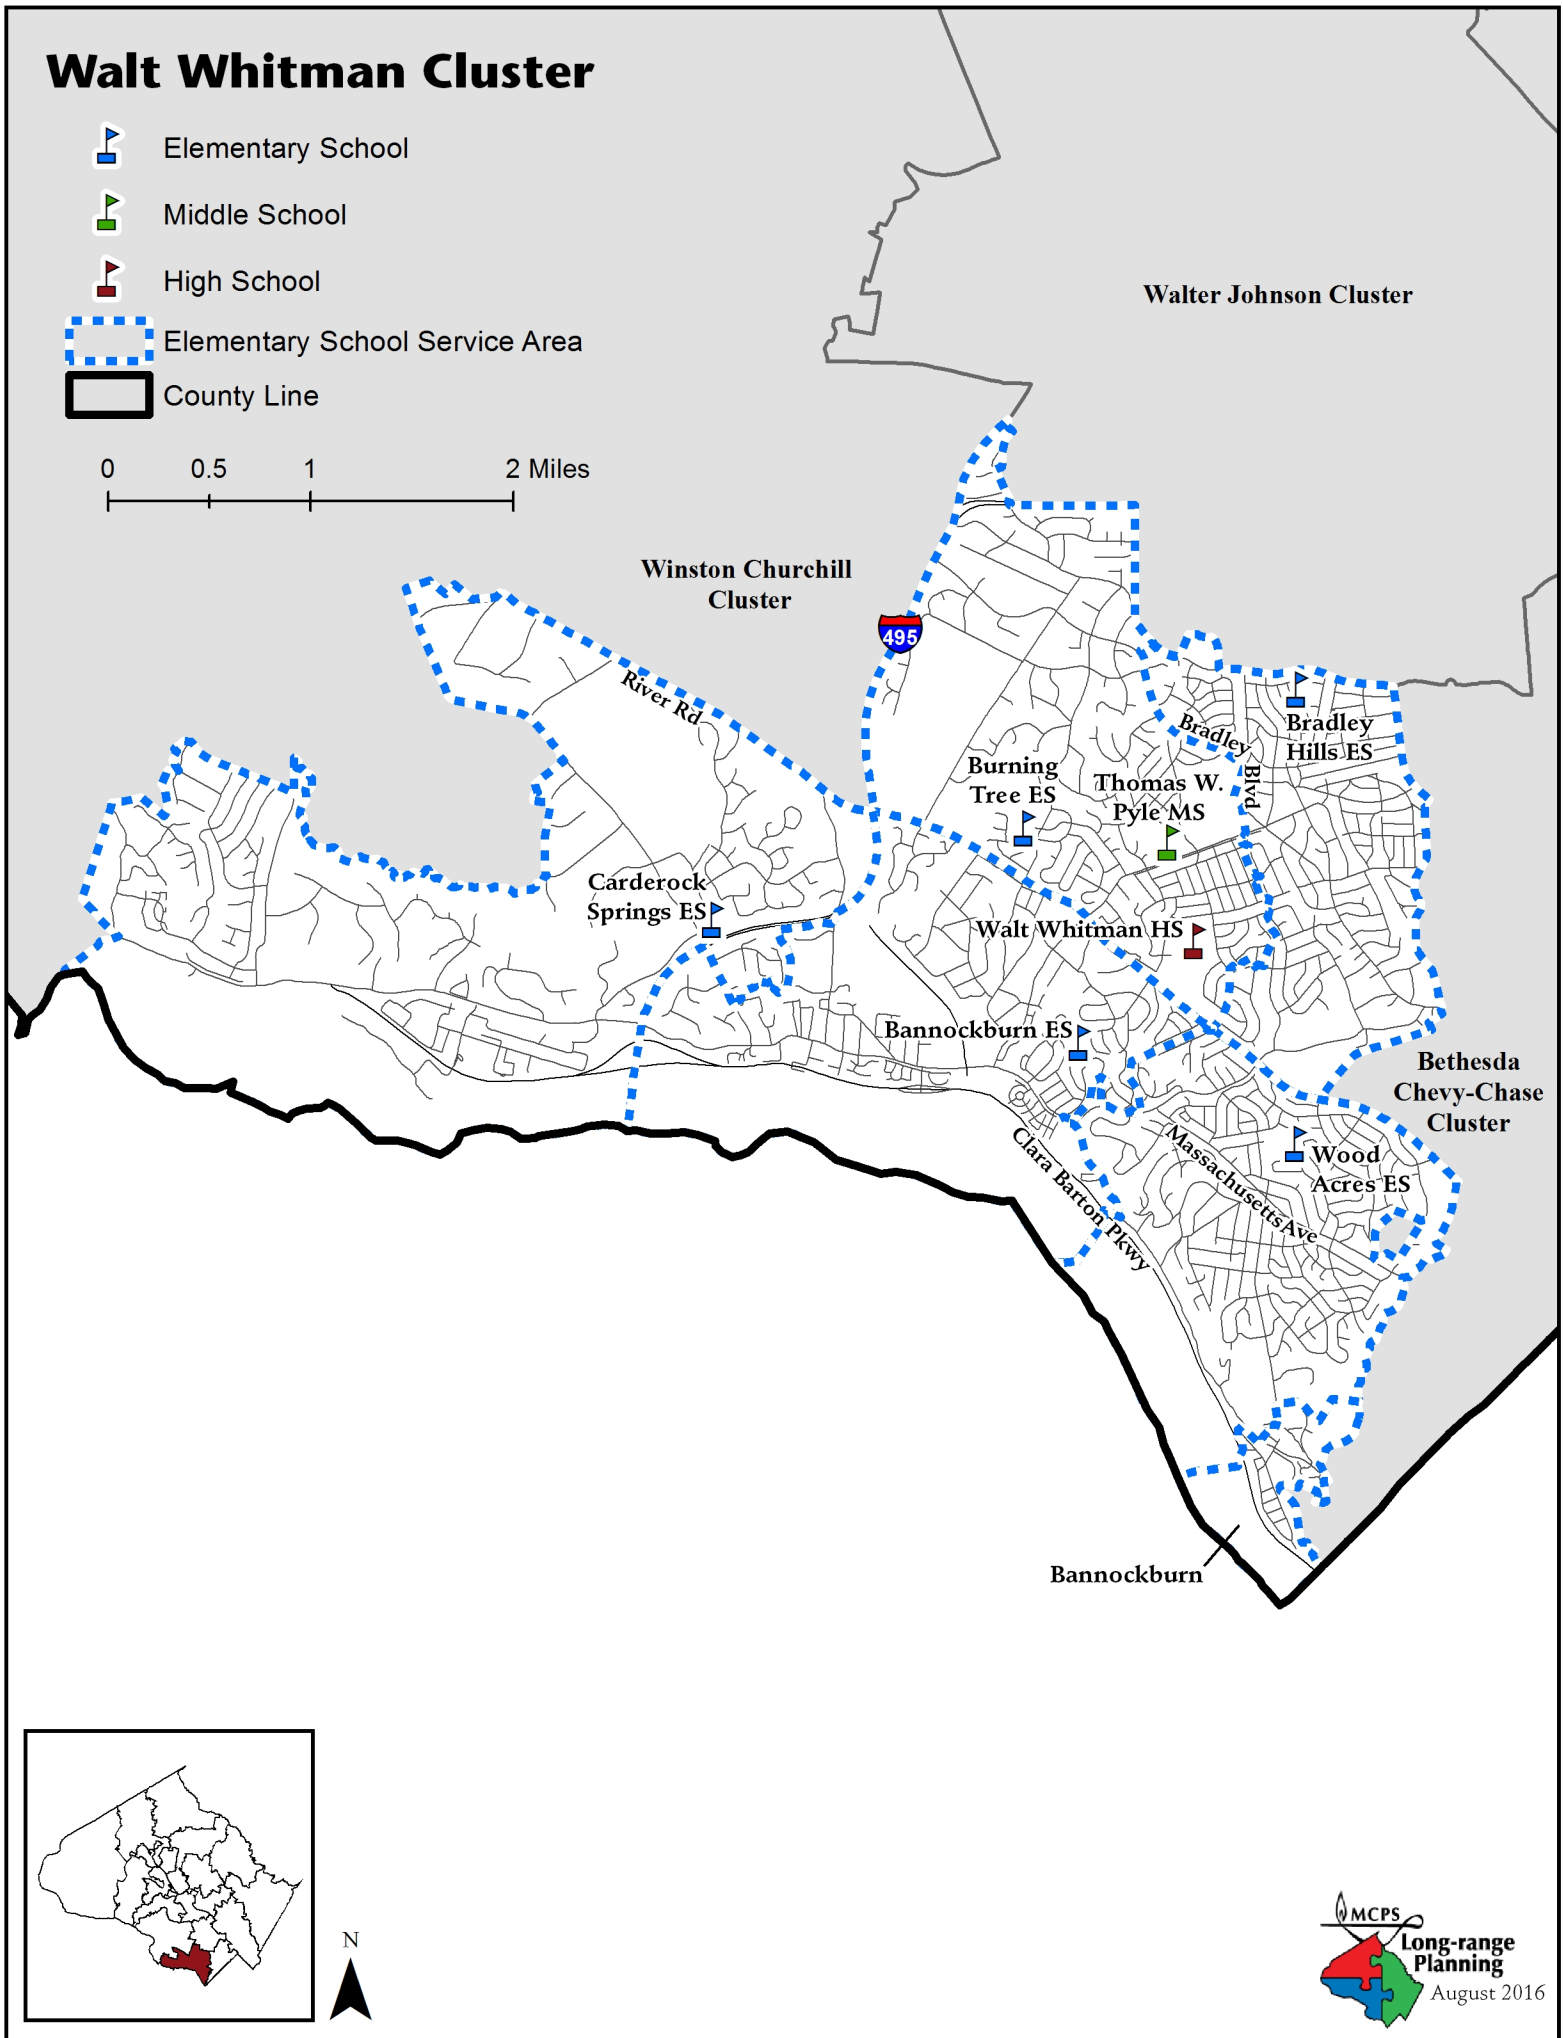 Walt Whitman Cluster
Elementary School
Middle School
High School
Elementary School Service Area
County Line
0 0.5 1 2 Miles
Walter Johnson Cluster
Winston Churchill
Cluster
495
River Rd
Bradley
Blvd
Bradley
Hills ES
Burning
Tree ES
Thomas W.
Pyle MS
Carderock
Springs ES
Walt Whitman HS
Bannockburn ES
Bethesda
Chevy-Chase
Cluster
Clara Barton Pkwy
Massachusetts Ave
Wood
Acres ES
Bannockburn
N
MCPS
Long-range
Planning
August 2016